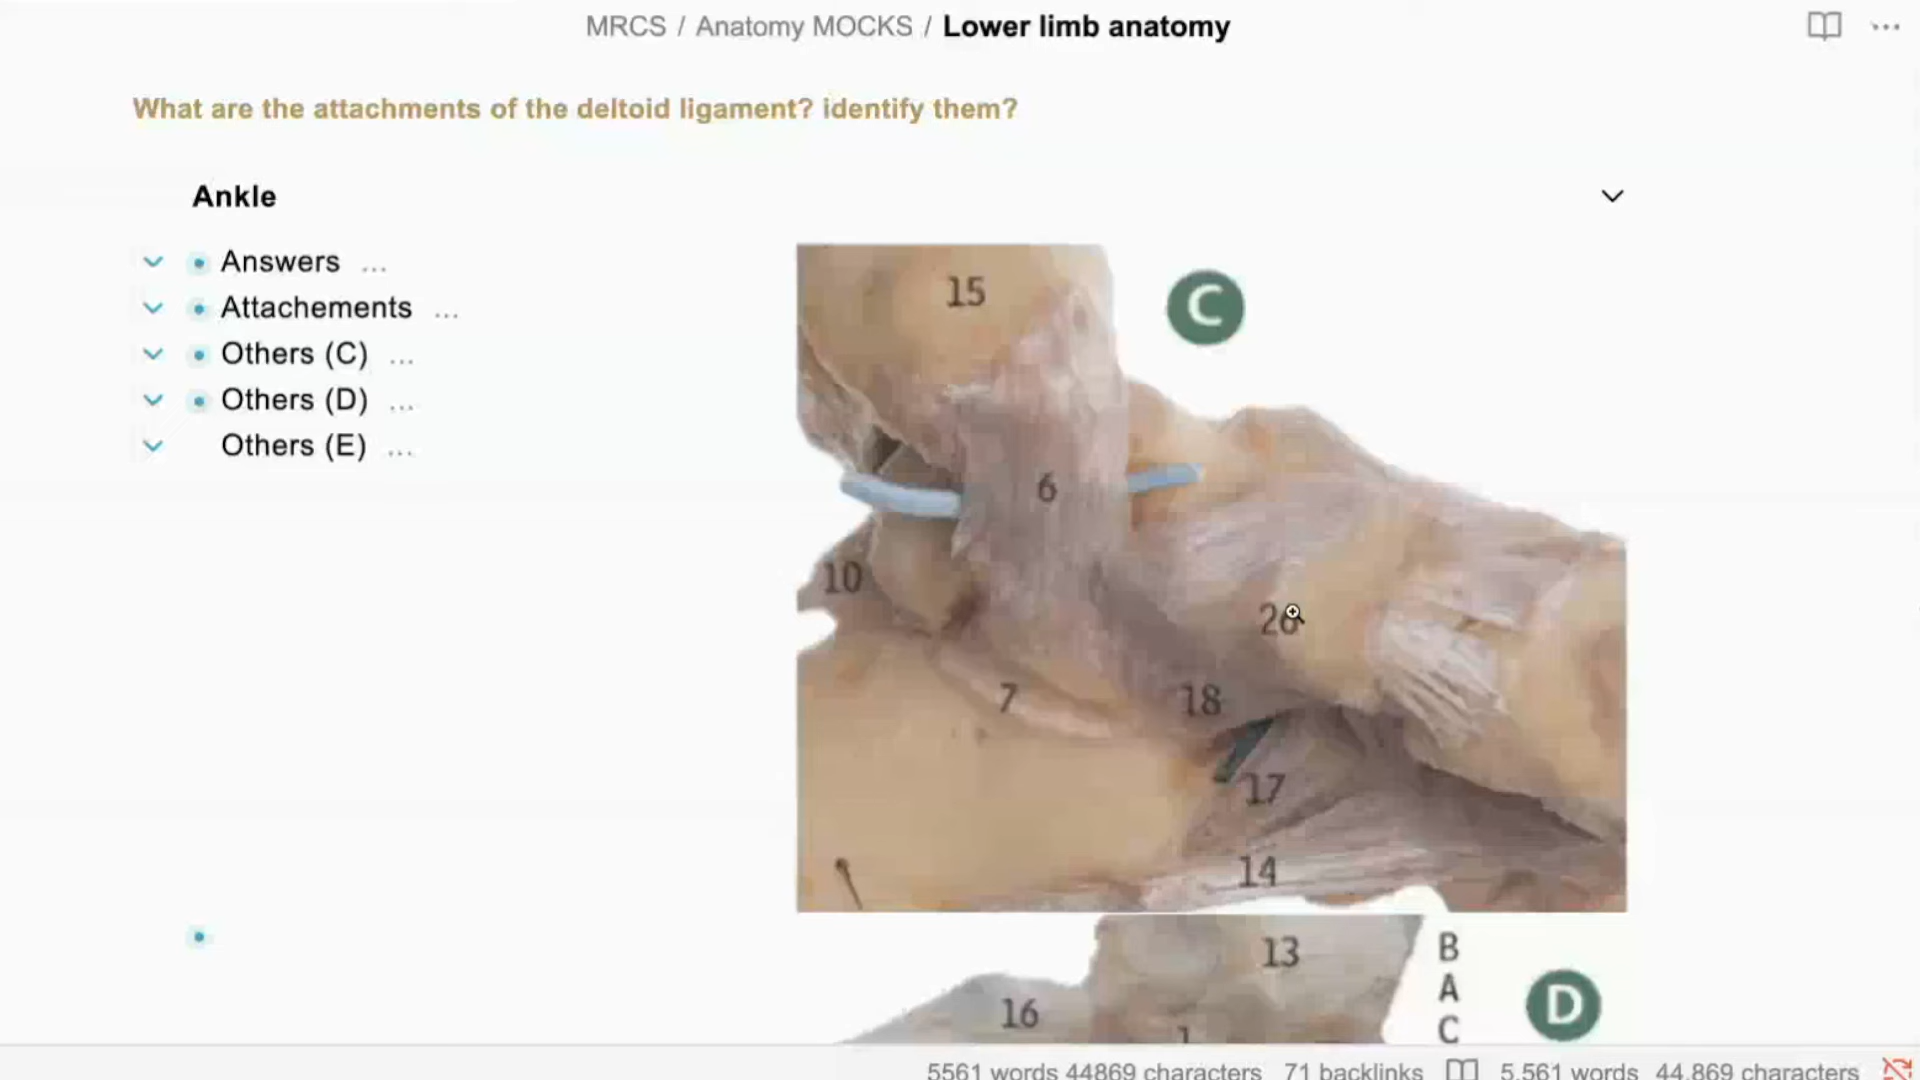 MRCS / Anatomy MOCKS / Lower limb anatomy
What are the attachments of the deltoid ligament? identify them?
Ankle
Answers ...
Attachements ...
Others (C) ...
Others (D) ...
Others (E) ...
15
C
6
10
26
7
18
17
14
13
B
A
C
D
16
1
5561 words 44869 characters 71 backlinks 5,561 words 44,869 characters